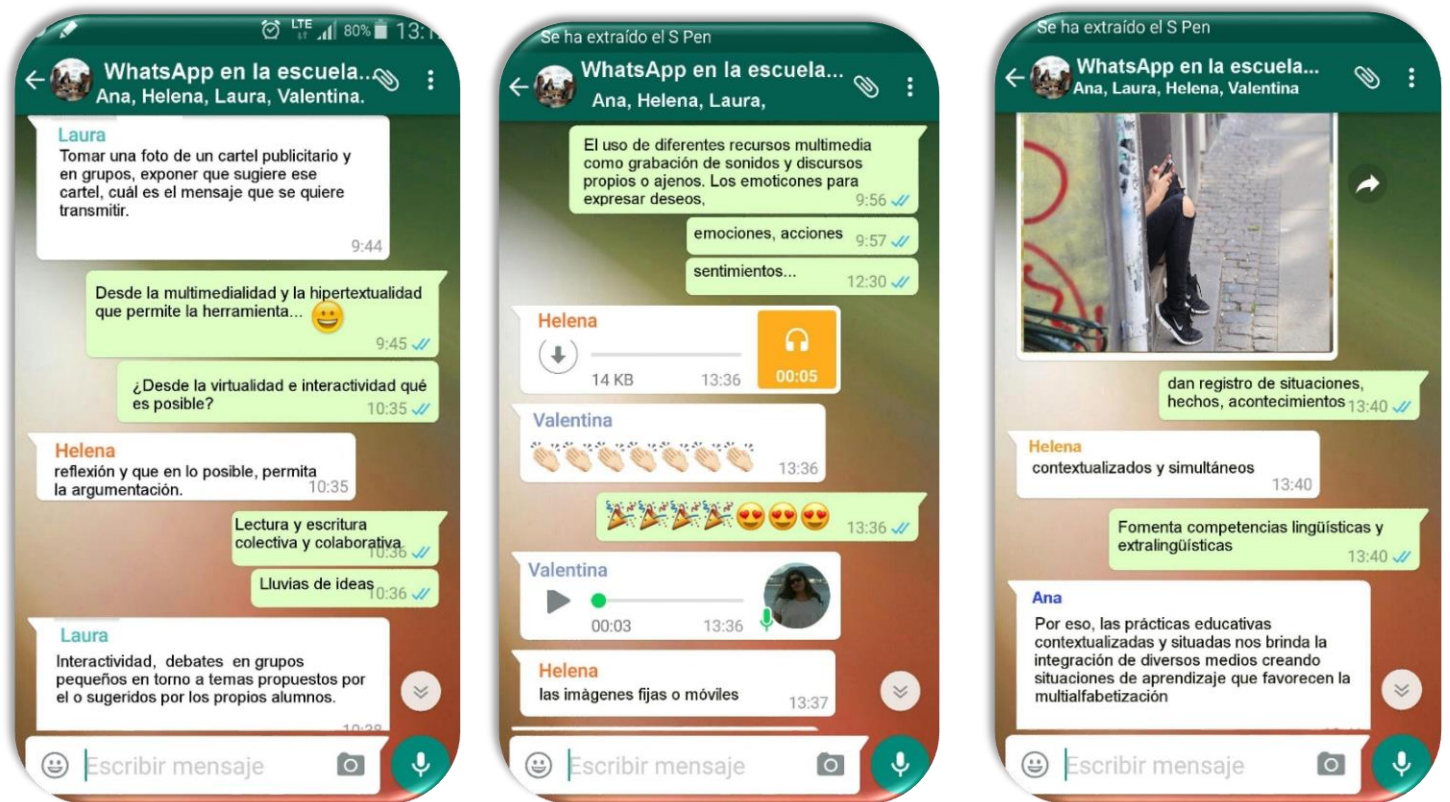 LTE 80% 13:1
WhatsApp en la escuela...
Ana, Helena, Laura, Valentina.
Laura
Tomar una foto de un cartel publicitario y
en grupos, exponer que sugiere ese
cartel, cuál es el mensaje que se quiere
transmitir.
9:44
Desde la multimedialidad y la hipertextualidad
que permite la herramienta... 😀
9:45
¿Desde la virtualidad e interactividad qué
es posible? 10:35
Helena
reflexión y que en lo posible, permita
la argumentación. 10:35
Lectura y escritura
colectiva y colaborativa
10:36
Lluvias de ideas 10:36
Laura
Interactividad, debates en grupos
pequeños en torno a temas propuestos por
el o sugeridos por los propios alumnos.
10:38
Escribir mensaje
Se ha extraído el S Pen
WhatsApp en la escuela...
Ana, Helena, Laura,
El uso de diferentes recursos multimedia
como grabación de sonidos y discursos
propios o ajenos. Los emoticones para
expresar deseos, 9:56
emociones, acciones 9:57
sentimientos...
12:30
Helena
14 KB 13:36 00:05
Valentina
👏🏻👏🏻👏🏻👏🏻👏🏻👏🏻👏🏻 13:36
🎉🎉🎉🎉😍😍😍 13:36
Valentina
00:03 13:36
Helena
las imàgenes fijas o móviles 13:37
Escribir mensaje
Se ha extraído el S Pen
WhatsApp en la escuela...
Ana, Laura, Helena, Valentina
dan registro de situaciones,
hechos, acontecimientos 13:40
Helena
contextualizados y simultáneos
13:40
Fomenta competencias lingüísticas y
extralingüísticas
13:40
Ana
Por eso, las prácticas educativas
contextualizadas y situadas nos brinda la
integración de diversos medios creando
situaciones de aprendizaje que favorecen la
multialfabetización
Escribir mensaje